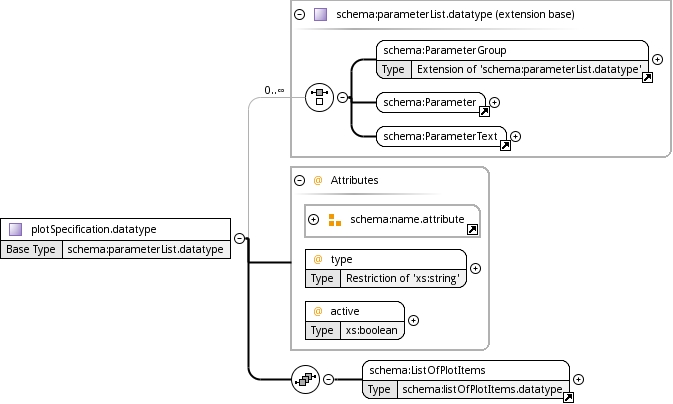 schema:parameterList.datatype (extension base)
schema:ParameterGroup
Type Extension of 'schema:parameterList.datatype'
0..∞
schema:Parameter
schema:ParameterText
@ Attributes
schema:name.attribute
plotSpecification.datatype
Base Type schema:parameterList.datatype
@ type
Type Restriction of 'xs:string'
@ active
Type xs:boolean
schema:ListOfPlotItems
Type schema:listOfPlotItems.datatype